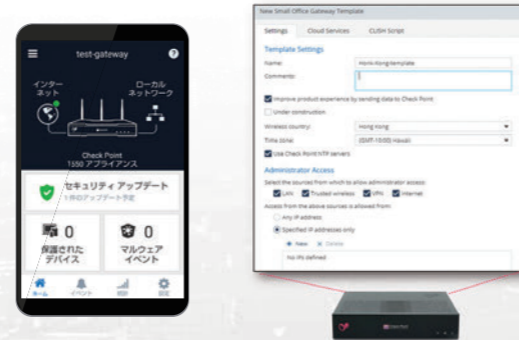 test-gateway
?
インター
ネット
ローカル
ネットワーク
Check Point
1550 アプライアンス
セキュリティ アップデート
1 件のアップデート予定
0
保護された
デバイス
0
マルウェア
イベント
ホーム
イベント
統計
設定
New Small Office Gateway Template
Settings Cloud Services CLISH Script
Template Settings
Name:
Comments:
Improve product experience by sending data to Check Point
Under construction
Wireless country: Hong Kong
Time zone: (GMT-10:00) Hawaii
Use Check Point NTP servers
Administrator Access
Select the sources from which to allow administrator access:
LAN Trusted wireless VPN Internet
Access from the above sources is allowed from:
Any IP address
Specified IP addresses only
New Delete
No IPs defined